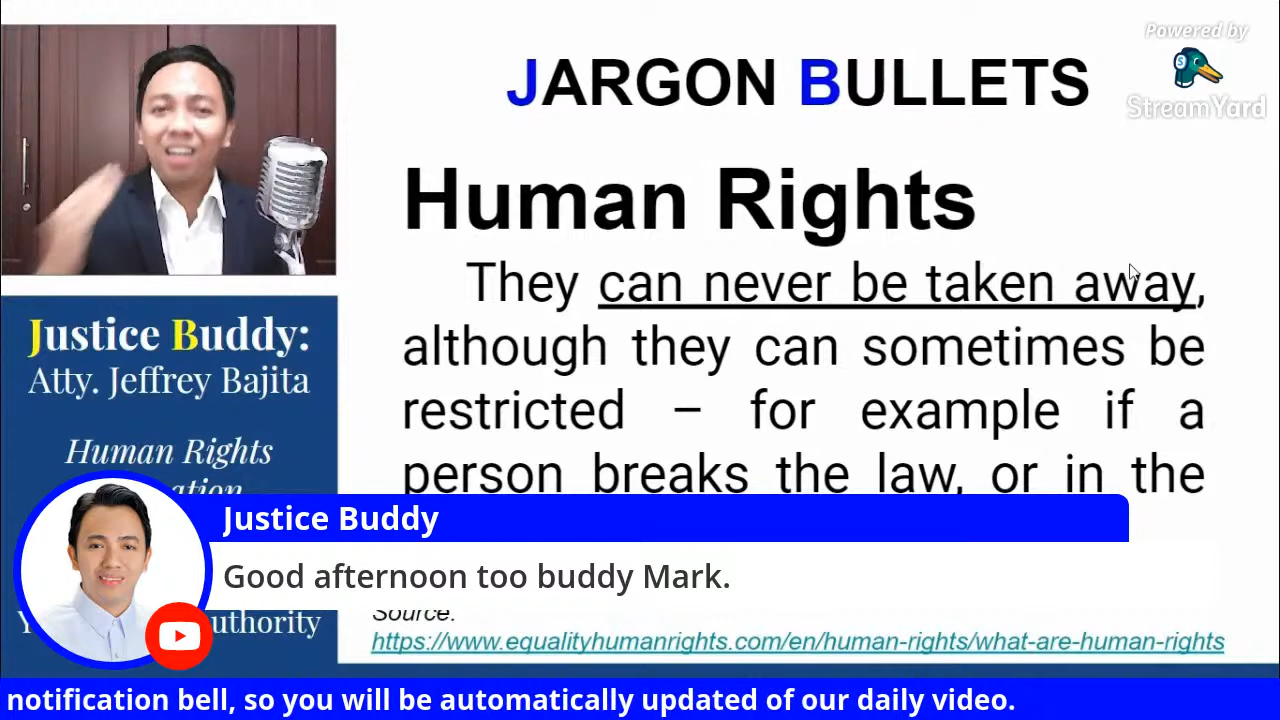 Powered by
StreamYard
JARGON BULLETS
Human Rights
They can never be taken away,
although they can sometimes be
restricted – for example if a
person breaks the law, or in the
Justice Buddy:
Atty. Jeffrey Bajita
Human Rights
Justice Buddy
Good afternoon too buddy Mark.
Source:
https://www.equalityhumanrights.com/en/human-rights/what-are-human-rights
notification bell, so you will be automatically updated of our daily video.